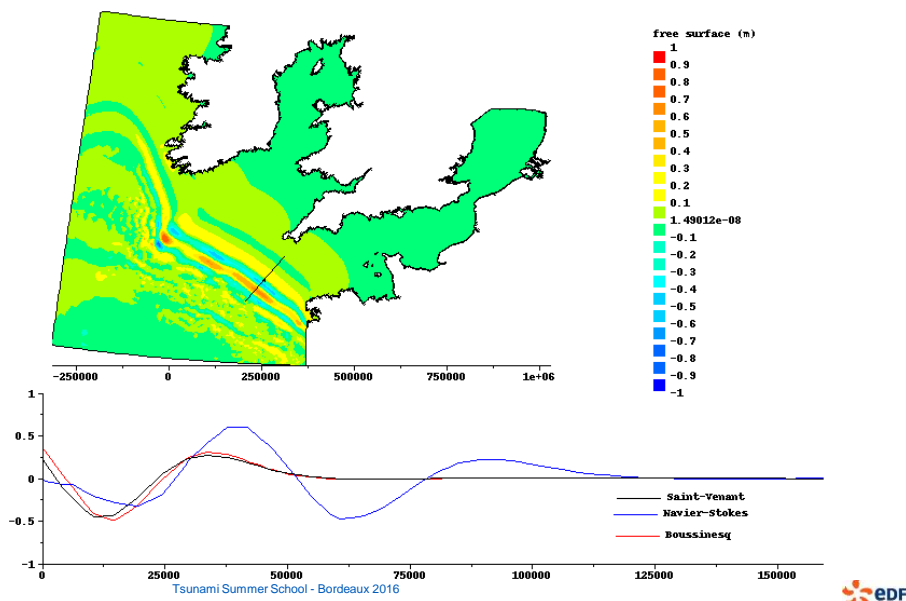 free surface (m)
1
0.9
0.8
0.7
0.6
0.5
0.4
0.3
0.2
0.1
1.49012e-08
-0.1
-0.2
-0.3
-0.4
-0.5
-0.6
-0.7
-0.8
-0.9
-1
-250000 0 250000 500000 750000 1e+06
1
0.5
0
-0.5
-1
Saint-Venant
Navier-Stokes
Boussinesq
0 25000 50000 75000 100000 125000 150000
Tsunami Summer School - Bordeaux 2016
eDF